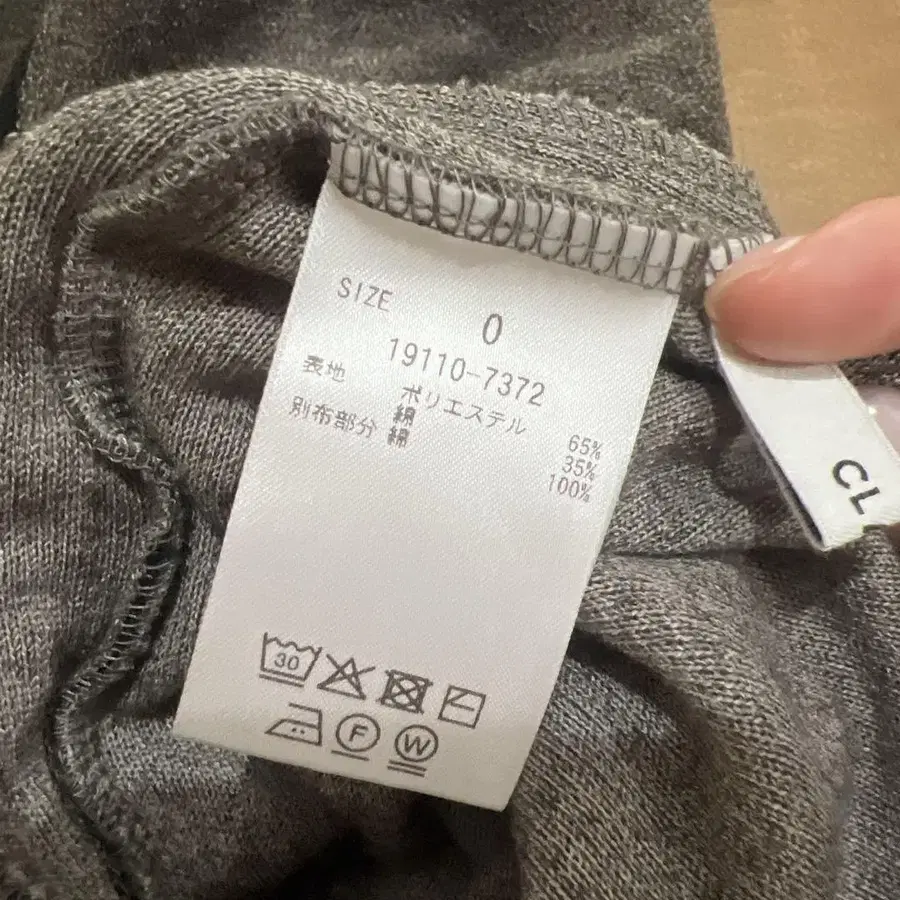 SIZE 0
19110-7372
表地 ポリエステル 65%
綿 35%
別布部分 綿 100%
30
F W
CL